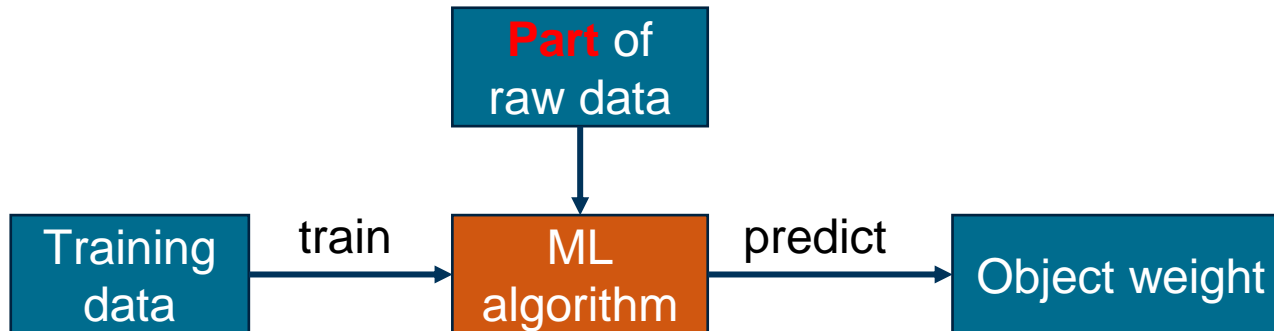 Part of
raw data
Training
data
train
ML
algorithm
predict
Object weight